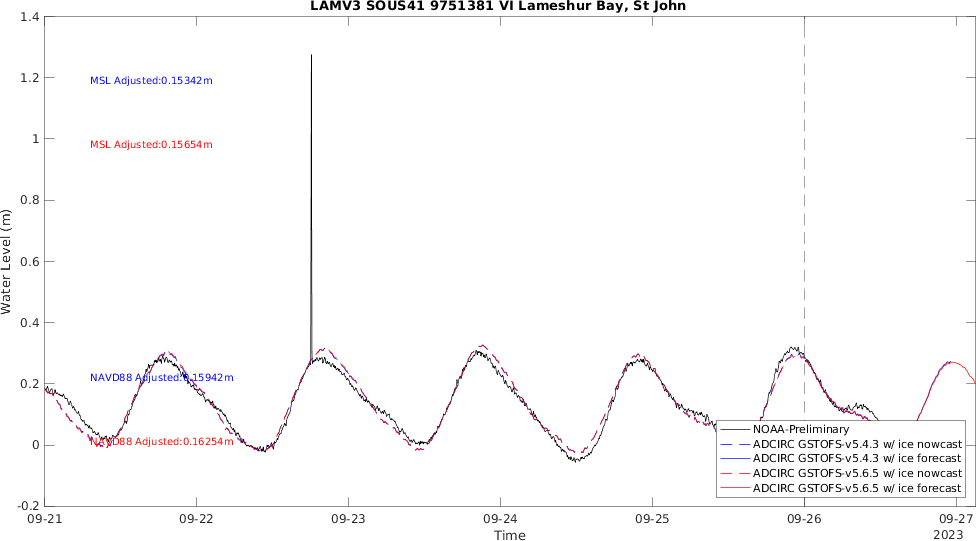 LAMV3 SOUS41 9751381 VI Lameshur Bay, St John
1.4
1.2
1
0.8
0.6
0.4
0.2
0
-0.2
Water Level (m)
MSL Adjusted:0.15342m
MSL Adjusted:0.15654m
NAVD88 Adjusted:0.15942m
NAVD88 Adjusted:0.16254m
NOAA-Preliminary
ADCIRC GSTOFS-v5.4.3 w/ ice nowcast
ADCIRC GSTOFS-v5.4.3 w/ ice forecast
ADCIRC GSTOFS-v5.6.5 w/ ice nowcast
ADCIRC GSTOFS-v5.6.5 w/ ice forecast
09-21 09-22 09-23 09-24 09-25 09-26 09-27
Time
2023